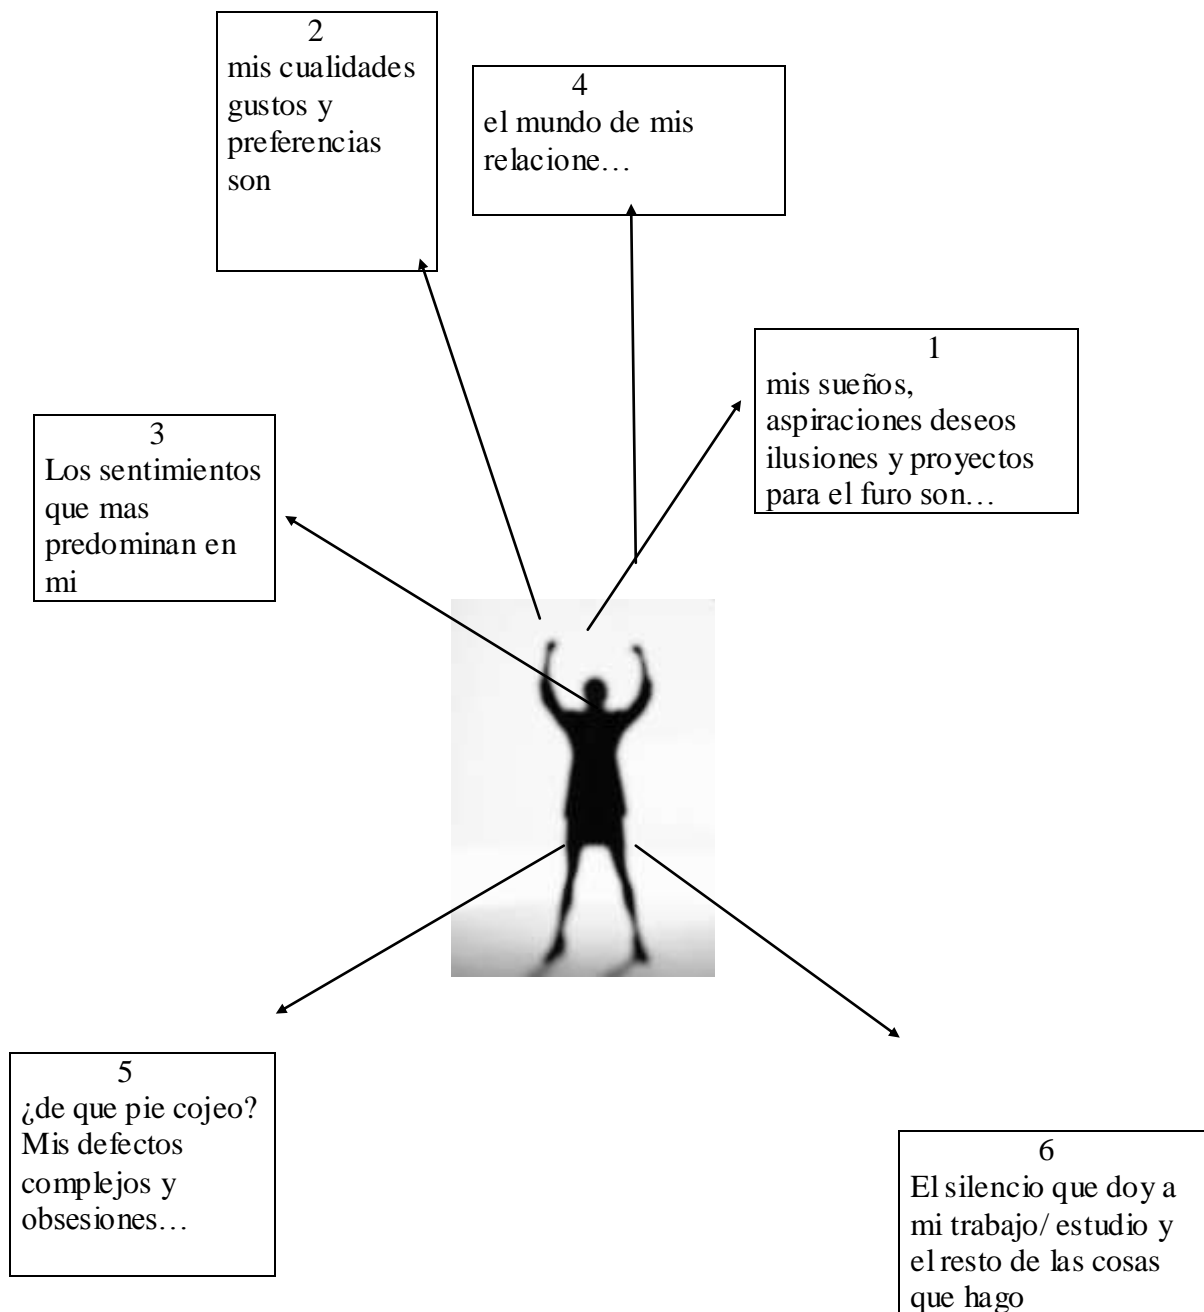 2
mis cualidades
gustos y
preferencias
son
4
el mundo de mis
relacione…
1
mis sueños,
aspiraciones deseos
ilusiones y proyectos
para el furo son…
3
Los sentimientos
que mas
predominan en
mi
5
¿de que pie cojeo?
Mis defectos
complejos y
obsesiones…
6
El silencio que doy a
mi trabajo/ estudio y
el resto de las cosas
que hago